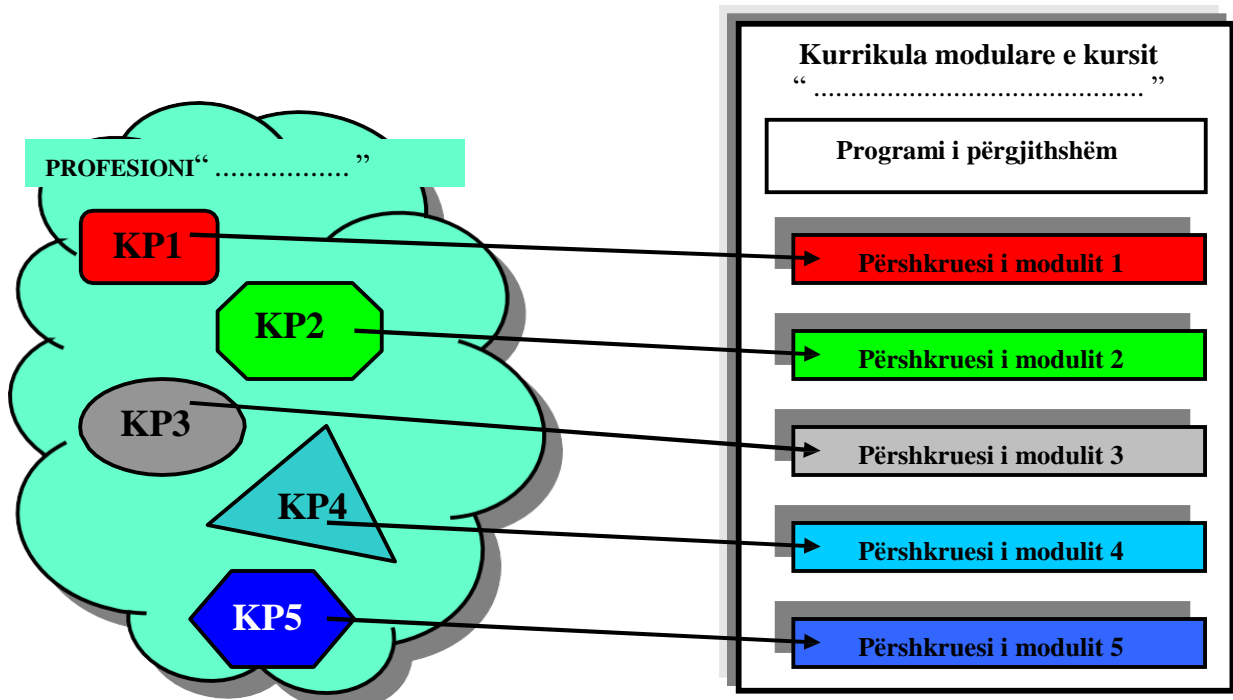 PROFESIONI“ ................. ”
KP1
KP2
KP3
KP4
KP5
Kurrikula modulare e kursit
“ ............................................ ”
Programi i përgjithshëm
Përshkruesi i modulit 1
Përshkruesi i modulit 2
Përshkruesi i modulit 3
Përshkruesi i modulit 4
Përshkruesi i modulit 5